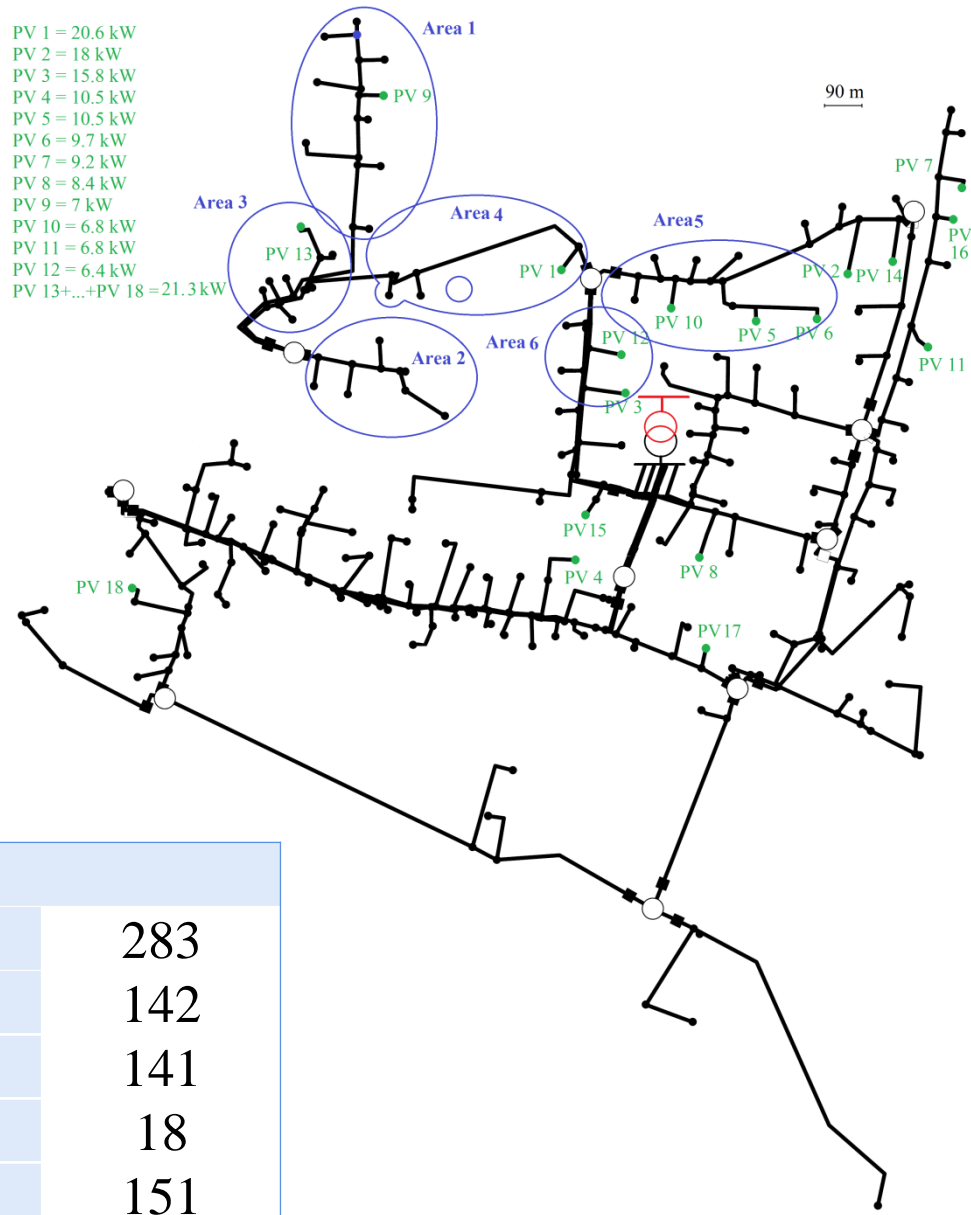 PV 1 = 20.6 kW
PV 2 = 18 kW
PV 3 = 15.8 kW
PV 4 = 10.5 kW
PV 5 = 10.5 kW
PV 6 = 9.7 kW
PV 7 = 9.2 kW
PV 8 = 8.4 kW
PV 9 = 7 kW
PV 10 = 6.8 kW
PV 11 = 6.8 kW
PV 12 = 6.4 kW
PV 13+...+PV 18 = 21.3 kW
Area 1
PV 9
90 m
PV 7
Area 3
Area 4
Area5
PV 16
PV 13
PV 1
PV 2
PV 14
PV 10
PV 5
PV 6
Area 6
PV 12
Area 2
PV 11
PV 3
PV15
PV 4
PV 8
PV 18
PV17
283
142
141
18
151